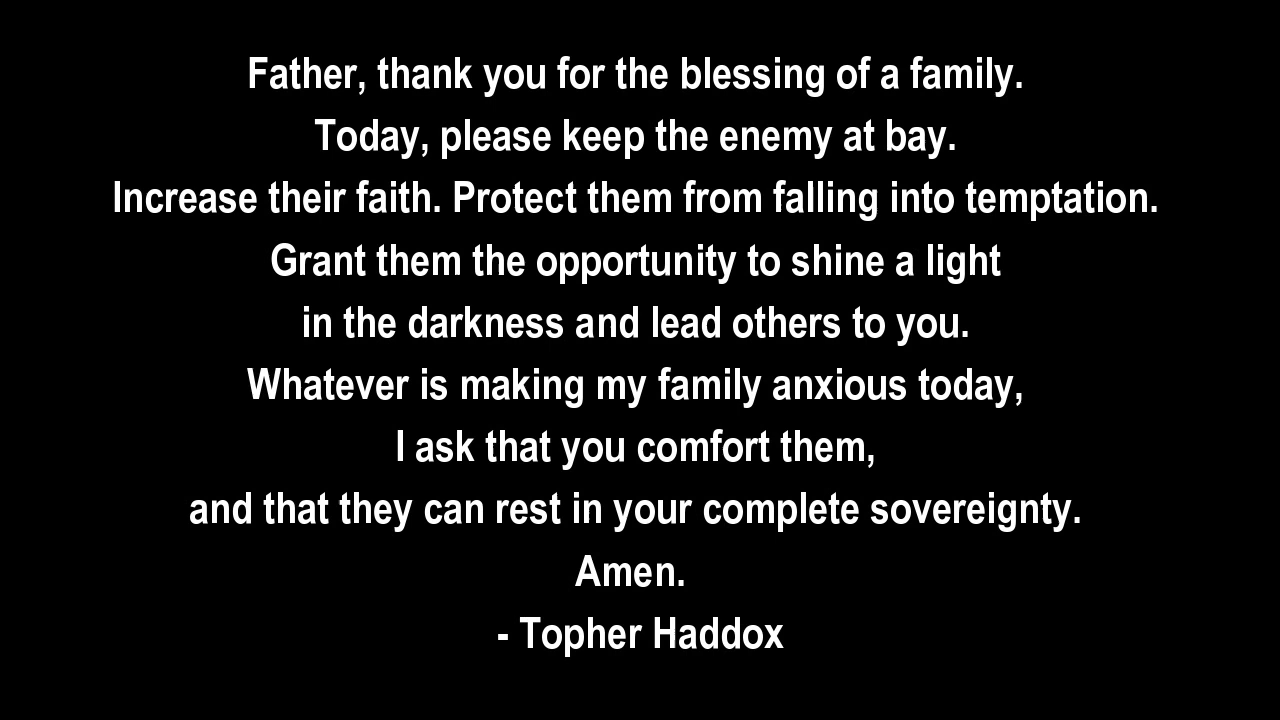 Father, thank you for the blessing of a family.
Today, please keep the enemy at bay.
Increase their faith. Protect them from falling into temptation.
Grant them the opportunity to shine a light
in the darkness and lead others to you.
Whatever is making my family anxious today,
I ask that you comfort them,
and that they can rest in your complete sovereignty.
Amen.
- Topher Haddox